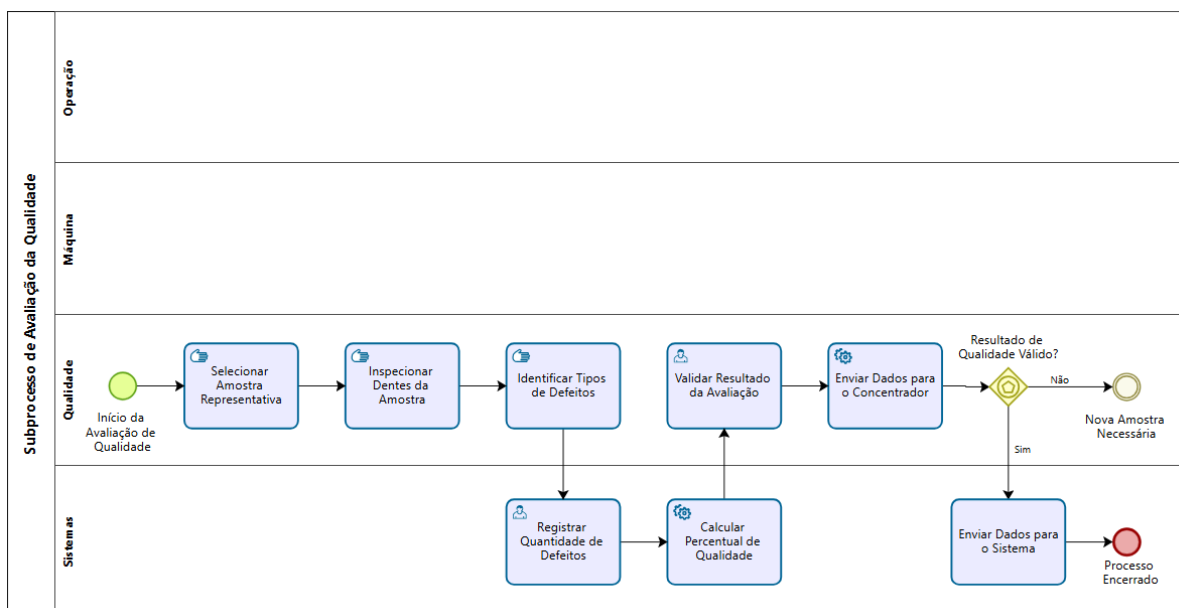 Subprocesso de Avaliação da Qualidade
Operação
Máquina
Qualidade
Início da
Avaliação de
Qualidade
Selecionar
Amostra
Representativa
Inspecionar
Dentes da
Amostra
Identificar Tipos
de Defeitos
Validar Resultado
da Avaliação
Enviar Dados para
o Concentrador
Resultado de
Qualidade Válido?
Não
Nova Amostra
Necessária
Sim
Sistemas
Registrar
Quantidade de
Defeitos
Calcular
Percentual de
Qualidade
Enviar Dados para
o Sistema
Processo
Encerrado